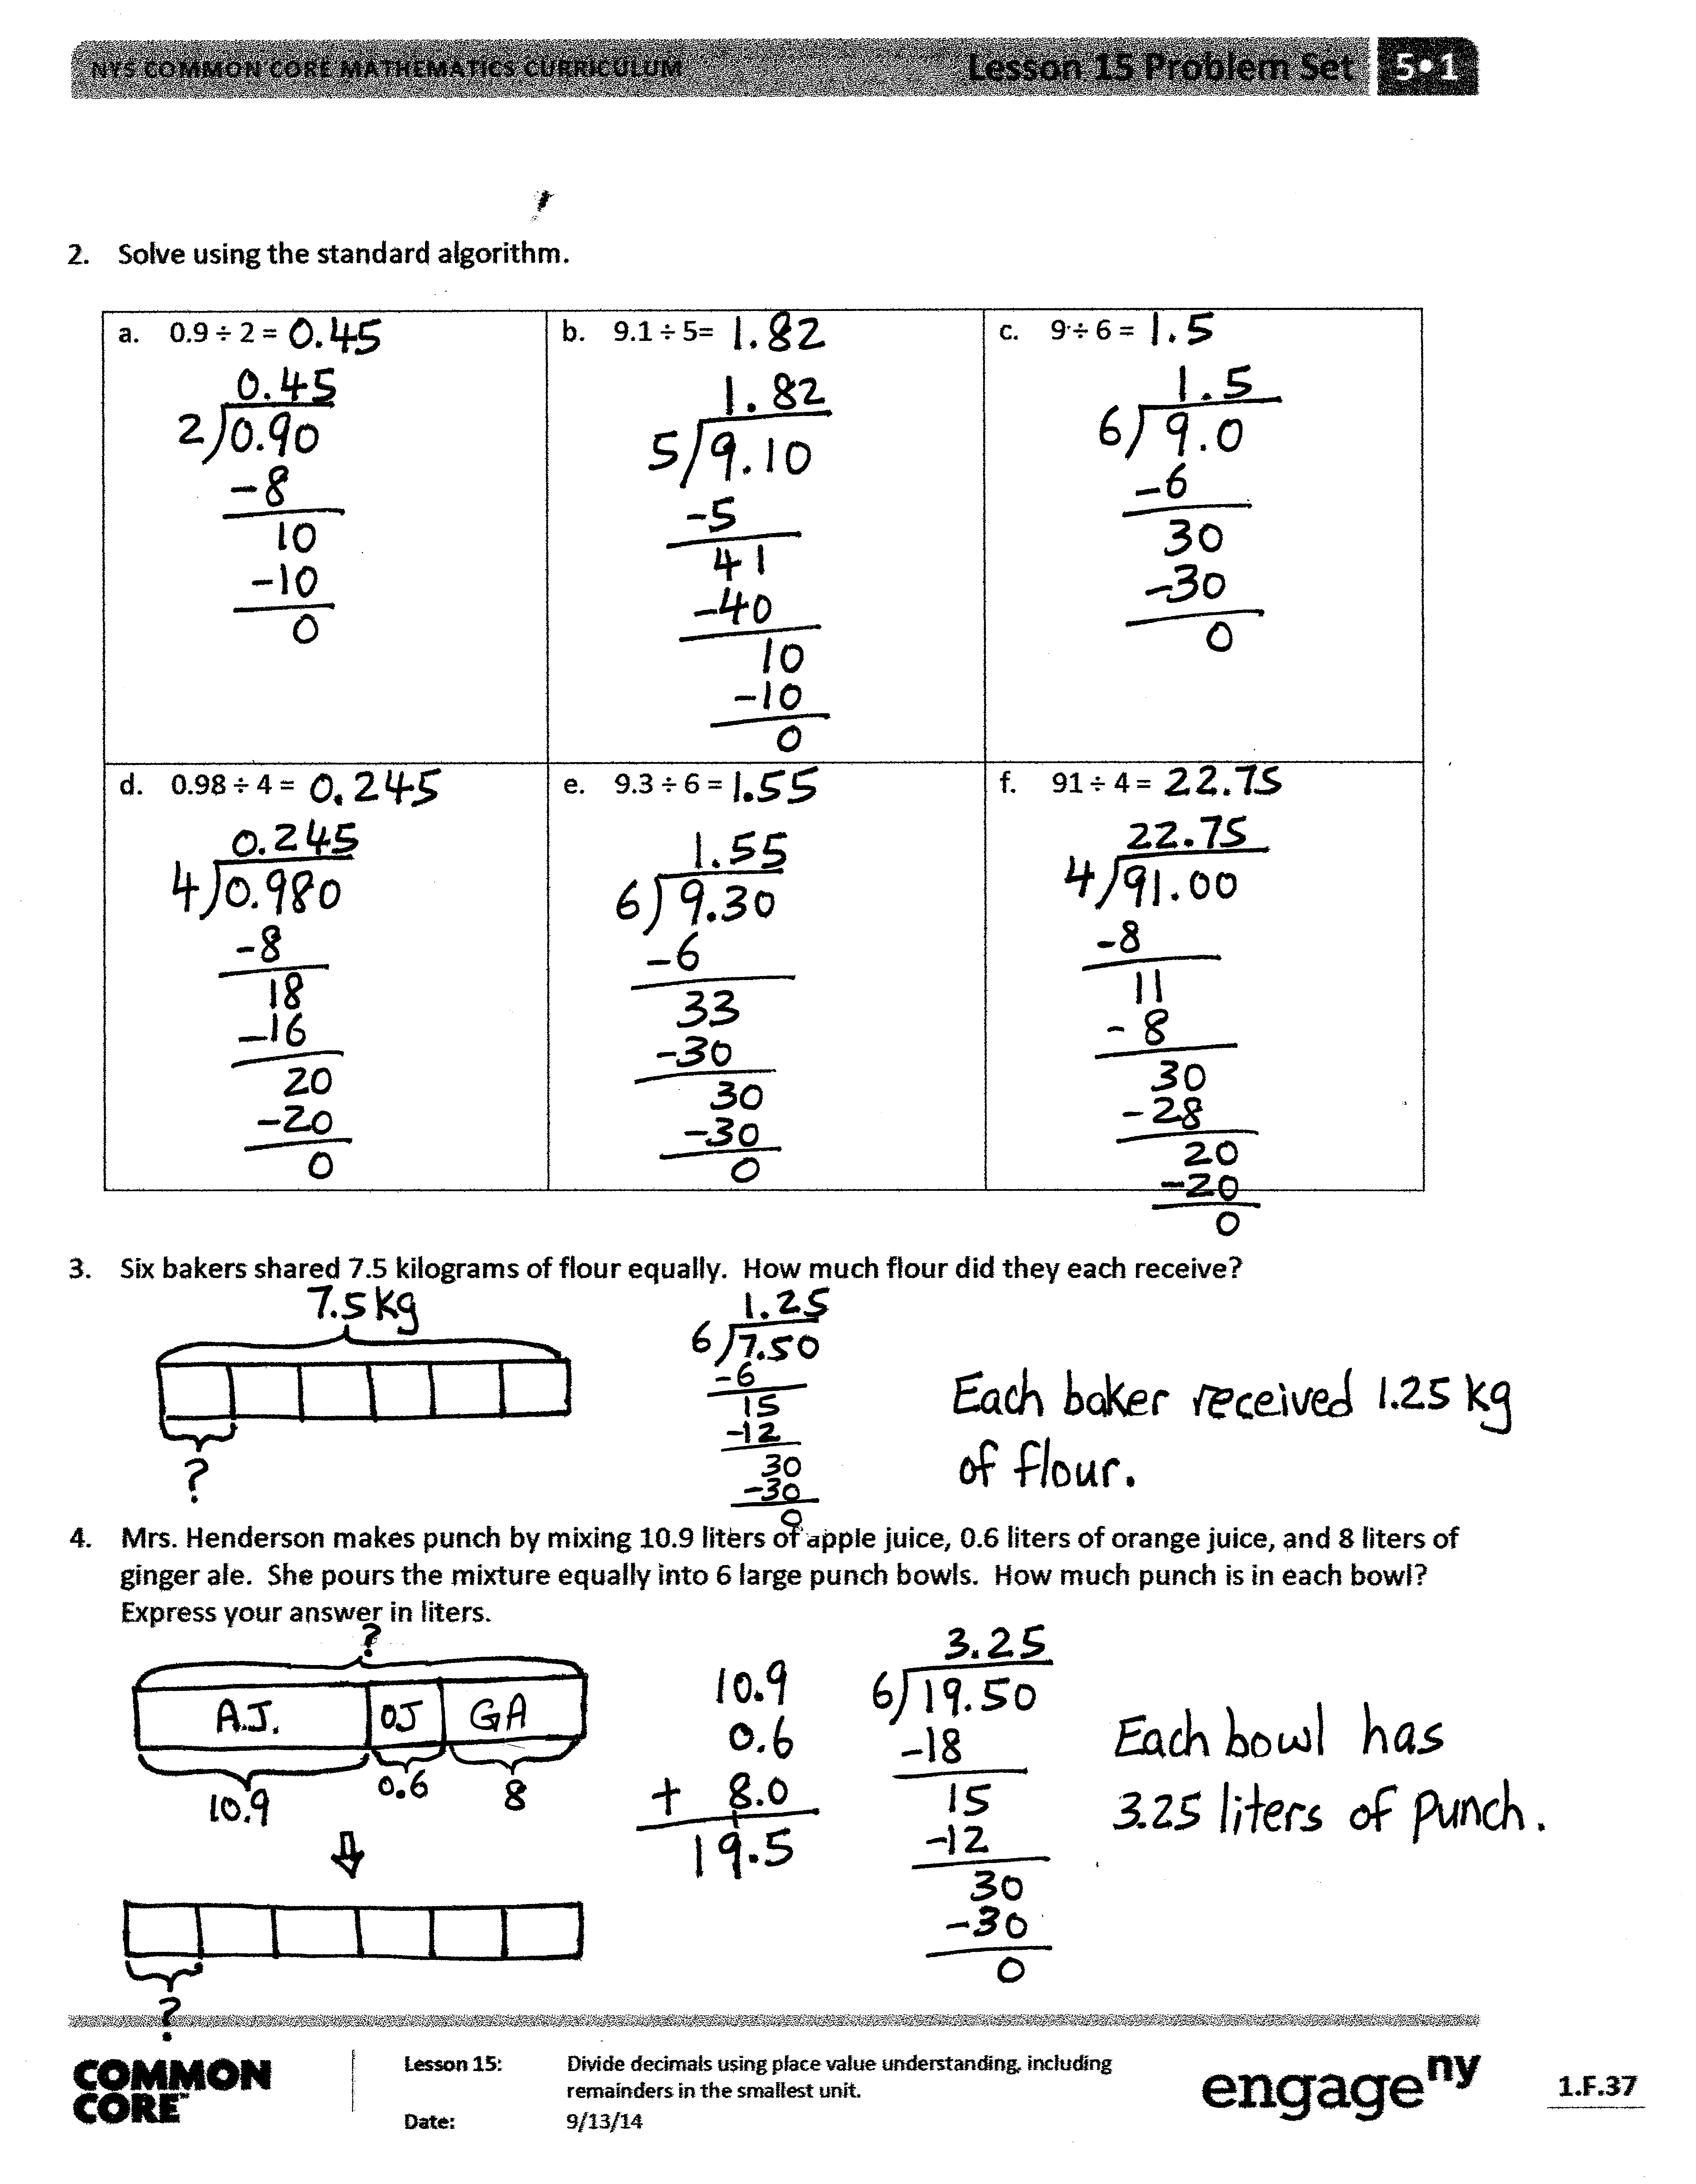 NYS COMMON CORE MATHEMATICS CURRICULUM Lesson 15 Problem Set 5•1
2. Solve using the standard algorithm.
a. 0.9 ÷ 2 = 0.45
0.45
2)0.90
-8
10
-10
0
b. 9.1 ÷ 5= 1.82
1.82
5)9.10
-5
41
-40
10
-10
0
c. 9 ÷ 6 = 1.5
1.5
6)9.0
-6
30
-30
0
d. 0.98 ÷ 4 = 0.245
0.245
4)0.980
-8
18
-16
20
-20
0
e. 9.3 ÷ 6 = 1.55
1.55
6)9.30
-6
33
-30
30
-30
0
f. 91 ÷ 4 = 22.75
22.75
4)91.00
-8
11
-8
30
-28
20
-20
0
3. Six bakers shared 7.5 kilograms of flour equally. How much flour did they each receive?
7.5 kg
?
1.25
6)7.50
-6
15
-12
30
-30
0
Each baker received 1.25 kg
of flour.
4. Mrs. Henderson makes punch by mixing 10.9 liters of apple juice, 0.6 liters of orange juice, and 8 liters of
ginger ale. She pours the mixture equally into 6 large punch bowls. How much punch is in each bowl?
Express your answer in liters.
?
A.J. OJ GA
10.9 0.6 8
?
10.9
0.6
+ 8.0
19.5
3.25
6)19.50
-18
15
-12
30
-30
0
Each bowl has
3.25 liters of punch.
COMMON
CORE™
Lesson 15: Divide decimals using place value understanding, including
remainders in the smallest unit.
Date: 9/13/14
engage ny
1.F.37